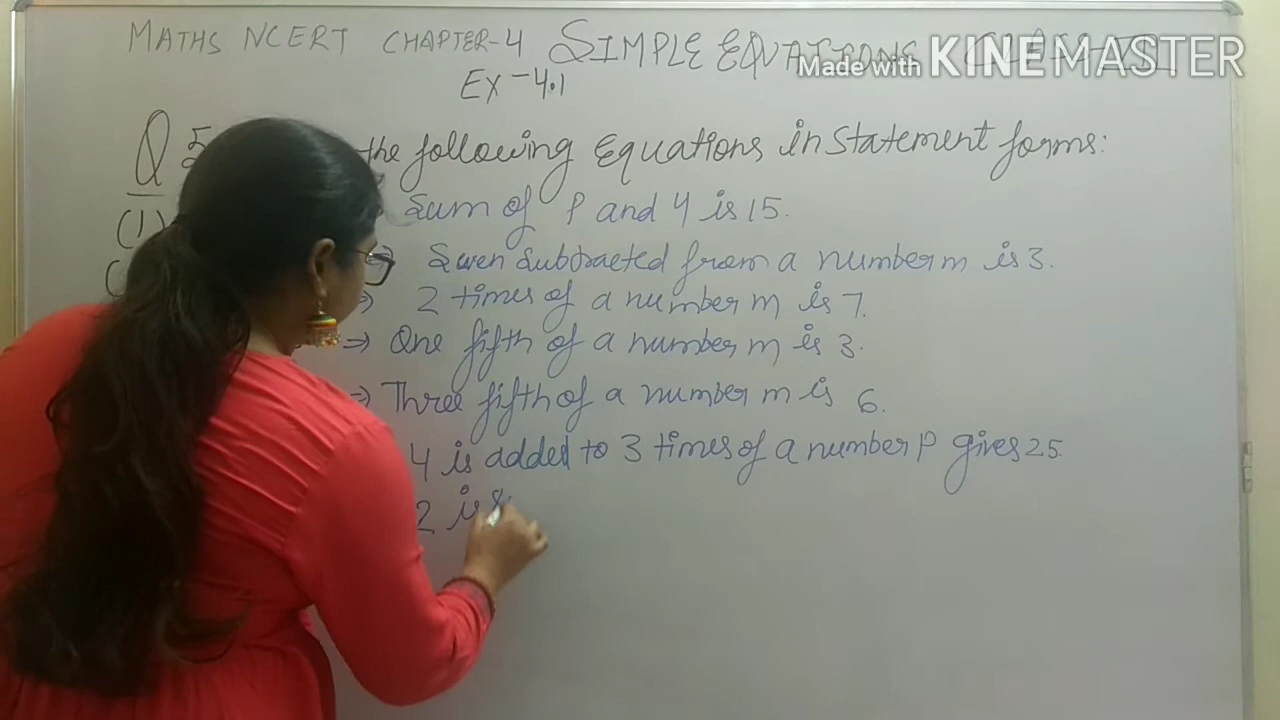 MATHS NCERT CHAPTER-4 SIMPLE EQUATIONS
Made with KINEMASTER
Ex-4.1
Q5 the following Equations in Statement forms:
(1) Sum of P and 4 is 15.
Seven subtracted from a number m is 3.
⇒ 2 times of a number m is 7.
⇒ One fifth of a number m is 3.
⇒ Three fifth of a number m is 6.
4 is added to 3 times of a number P gives 25.
2 is